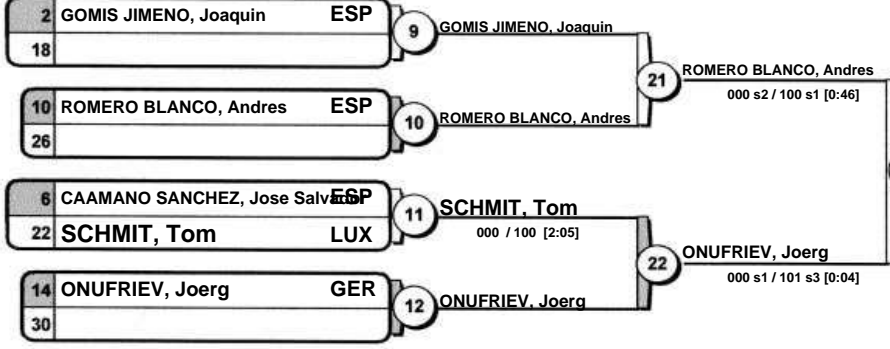 2 GOMIS JIMENO, Joaquin ESP
18
9
GOMIS JIMENO, Joaquin
10 ROMERO BLANCO, Andres ESP
26
10
ROMERO BLANCO, Andres
21
ROMERO BLANCO, Andres
000 s2 / 100 s1 [0:46]
6 CAAMANO SANCHEZ, Jose Salvador ESP
22 SCHMIT, Tom LUX
11
SCHMIT, Tom
000 / 100 [2:05]
14 ONUFRIEV, Joerg GER
30
12
ONUFRIEV, Joerg
22
ONUFRIEV, Joerg
000 s1 / 101 s3 [0:04]